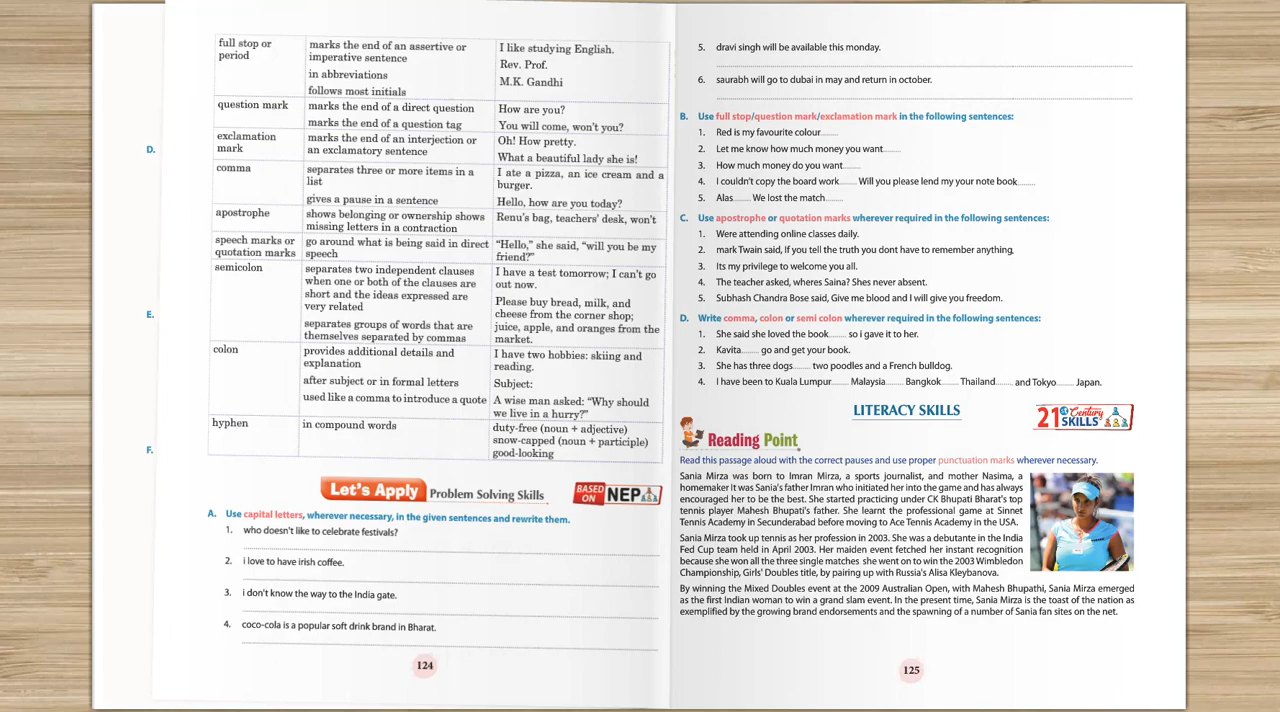 D.
E.
F.
full stop or period
marks the end of an assertive or imperative sentence
I like studying English.
in abbreviations
Rev. Prof.
follows most initials
M.K. Gandhi
question mark
marks the end of a direct question
How are you?
marks the end of a question tag
You will come, won't you?
exclamation mark
marks the end of an interjection or an exclamatory sentence
Oh! How pretty.
What a beautiful lady she is!
comma
separates three or more items in a list
I ate a pizza, an ice cream and a burger.
gives a pause in a sentence
Hello, how are you today?
apostrophe
shows belonging or ownership shows missing letters in a contraction
Renu's bag, teachers' desk, won't
speech marks or quotation marks
go around what is being said in direct speech
“Hello,” she said, “will you be my friend?”
semicolon
separates two independent clauses when one or both of the clauses are short and the ideas expressed are very related
I have a test tomorrow; I can't go out now.
separates groups of words that are themselves separated by commas
Please buy bread, milk, and cheese from the corner shop; juice, apple, and oranges from the market.
colon
provides additional details and explanation
I have two hobbies: skiing and reading.
after subject or in formal letters
Subject:
used like a comma to introduce a quote
A wise man asked: “Why should we live in a hurry?”
hyphen
in compound words
duty-free (noun + adjective)
snow-capped (noun + participle)
good-looking
Let's Apply Problem Solving Skills
BASED ON NEP
A. Use capital letters, wherever necessary, in the given sentences and rewrite them.
1. who doesn't like to celebrate festivals?
2. i love to have irish coffee.
3. i don't know the way to the India gate.
4. coco-cola is a popular soft drink brand in Bharat.
124
5. dravi singh will be available this monday.
6. saurabh will go to dubai in may and return in october.
B. Use full stop/question mark/exclamation mark in the following sentences:
1. Red is my favourite colour........
2. Let me know how much money you want........
3. How much money do you want........
4. I couldn't copy the board work........ Will you please lend my your note book........
5. Alas........ We lost the match........
C. Use apostrophe or quotation marks wherever required in the following sentences:
1. Were attending online classes daily.
2. mark Twain said, If you tell the truth you dont have to remember anything.
3. Its my privilege to welcome you all.
4. The teacher asked, wheres Saina? Shes never absent.
5. Subhash Chandra Bose said, Give me blood and I will give you freedom.
D. Write comma, colon or semi colon wherever required in the following sentences:
1. She said she loved the book........ so i gave it to her.
2. Kavita........ go and get your book.
3. She has three dogs........ two poodles and a French bulldog.
4. I have been to Kuala Lumpur........ Malaysia........ Bangkok........ Thailand........ and Tokyo........ Japan.
LITERACY SKILLS
21st Century SKILLS
Reading Point
Read this passage aloud with the correct pauses and use proper punctuation marks wherever necessary.
Sania Mirza was born to Imran Mirza, a sports journalist, and mother Nasima, a
homemaker It was Sania's father Imran who initiated her into the game and has always
encouraged her to be the best. She started practicing under CK Bhupati Bharat's top
tennis player Mahesh Bhupati's father. She learnt the professional game at Sinnet
Tennis Academy in Secunderabad before moving to Ace Tennis Academy in the USA.
Sania Mirza took up tennis as her profession in 2003. She was a debutante in the India
Fed Cup team held in April 2003. Her maiden event fetched her instant recognition
because she won all the three single matches she went on to win the 2003 Wimbledon
Championship, Girls' Doubles title, by pairing up with Russia's Alisa Kleybanova.
By winning the Mixed Doubles event at the 2009 Australian Open, with Mahesh Bhupathi, Sania Mirza emerged
as the first Indian woman to win a grand slam event. In the present time, Sania Mirza is the toast of the nation as
exemplified by the growing brand endorsements and the spawning of a number of Sania fan sites on the net.
125